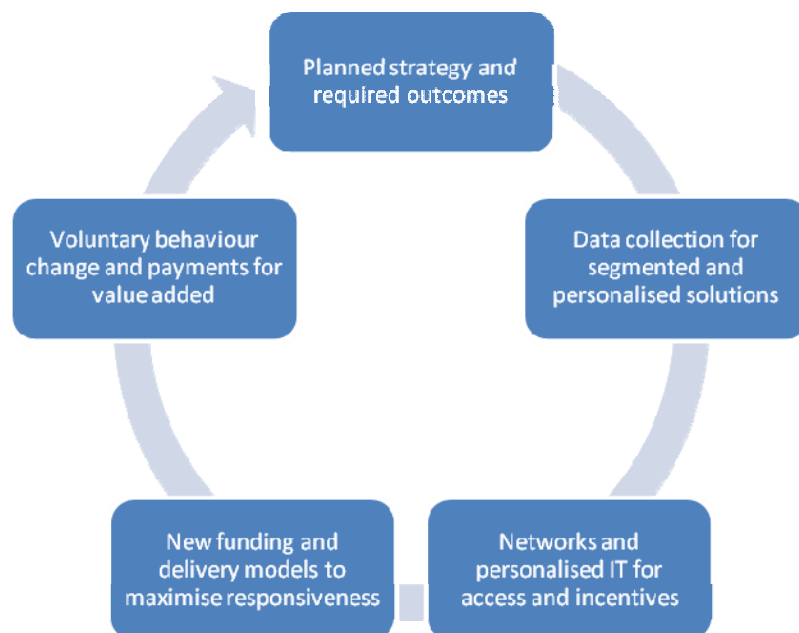 Planned strategy and
required outcomes
Data collection for
segmented and
personalised solutions
Networks and
personalised IT for
access and incentives
New funding and
delivery models to
maximise responsiveness
Voluntary behaviour
change and payments for
value added